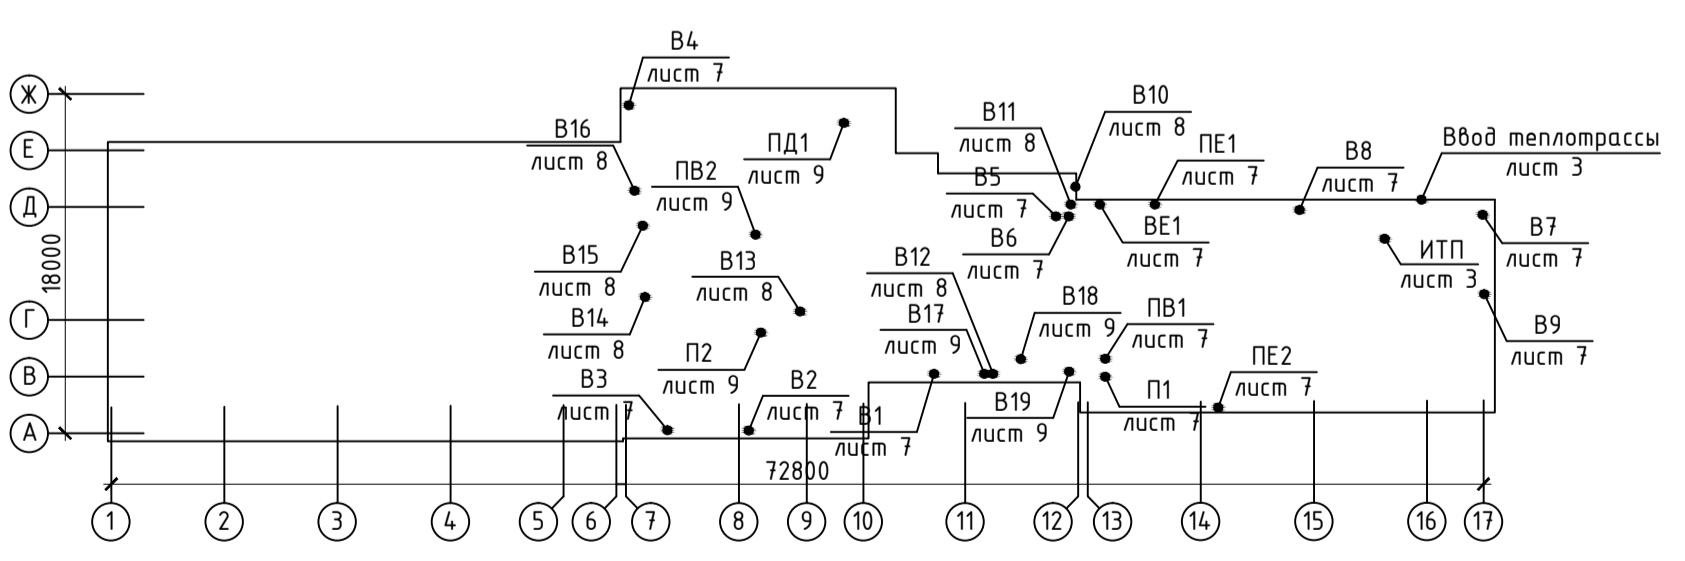 В4
лист 7
Ж
В16
лист 8
Е
ПД1
лист 9
В11
лист 8
В10
лист 8
ПЕ1
лист 7
В8
лист 7
Ввод теплотрассы
лист 3
ПВ2
лист 9
В5
лист 7
Д
В6
лист 7
ВЕ1
лист 7
В7
лист 7
ИТП
лист 3
18000
В15
лист 8
В13
лист 8
В12
лист 8
В18
лист 9
ПВ1
лист 7
Г
В14
лист 8
В17
лист 9
В9
лист 7
П2
лист 9
ПЕ2
лист 7
В
В3
лист 7
В2
лист 7
В1
лист 7
В19
лист 9
П1
лист 7
А
72800
1 2 3 4 5 6 7 8 9 10 11 12 13 14 15 16 17